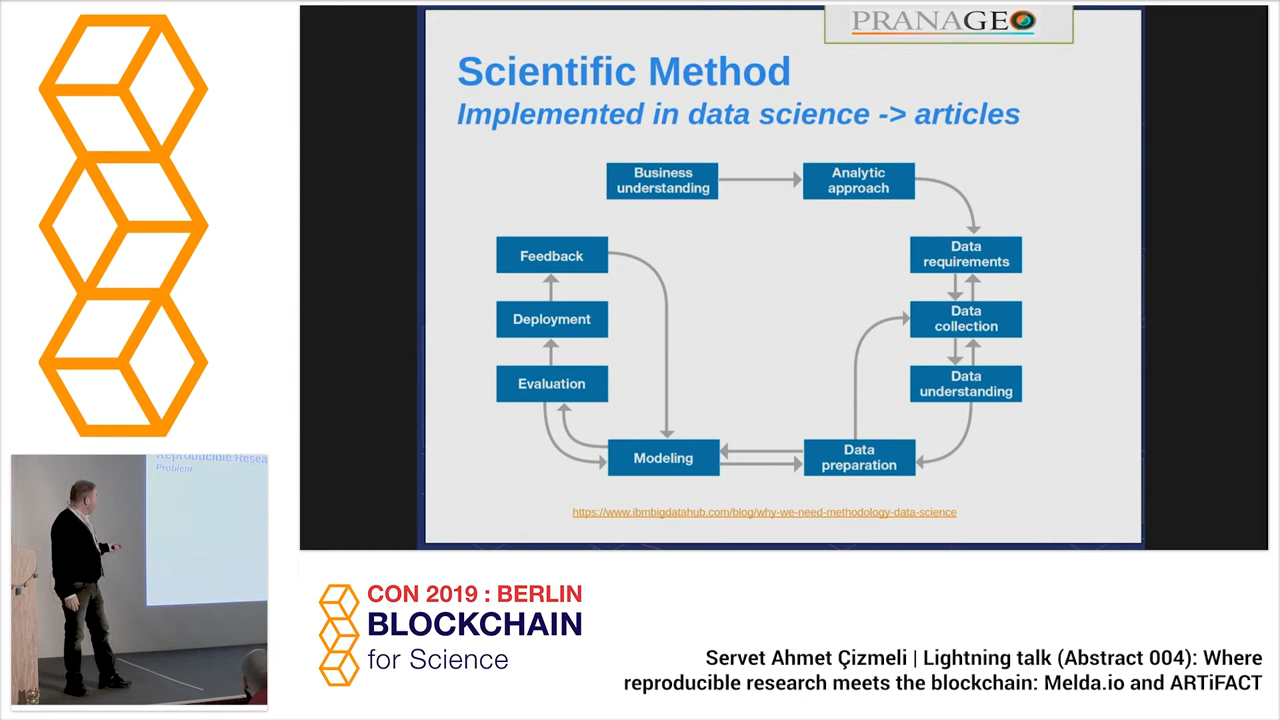 PRANAGEO
Scientific Method
Implemented in data science -> articles
Business
understanding
Analytic
approach
Feedback
Data
requirements
Deployment
Data
collection
Evaluation
Data
understanding
Modeling
Data
preparation
https://www.ibmbigdatahub.com/blog/why-we-need-methodology-data-science
Reproducible Resea
Problem
CON 2019 : BERLIN
BLOCKCHAIN
for Science
Servet Ahmet Çizmeli | Lightning talk (Abstract 004): Where
reproducible research meets the blockchain: Melda.io and ARTiFACT